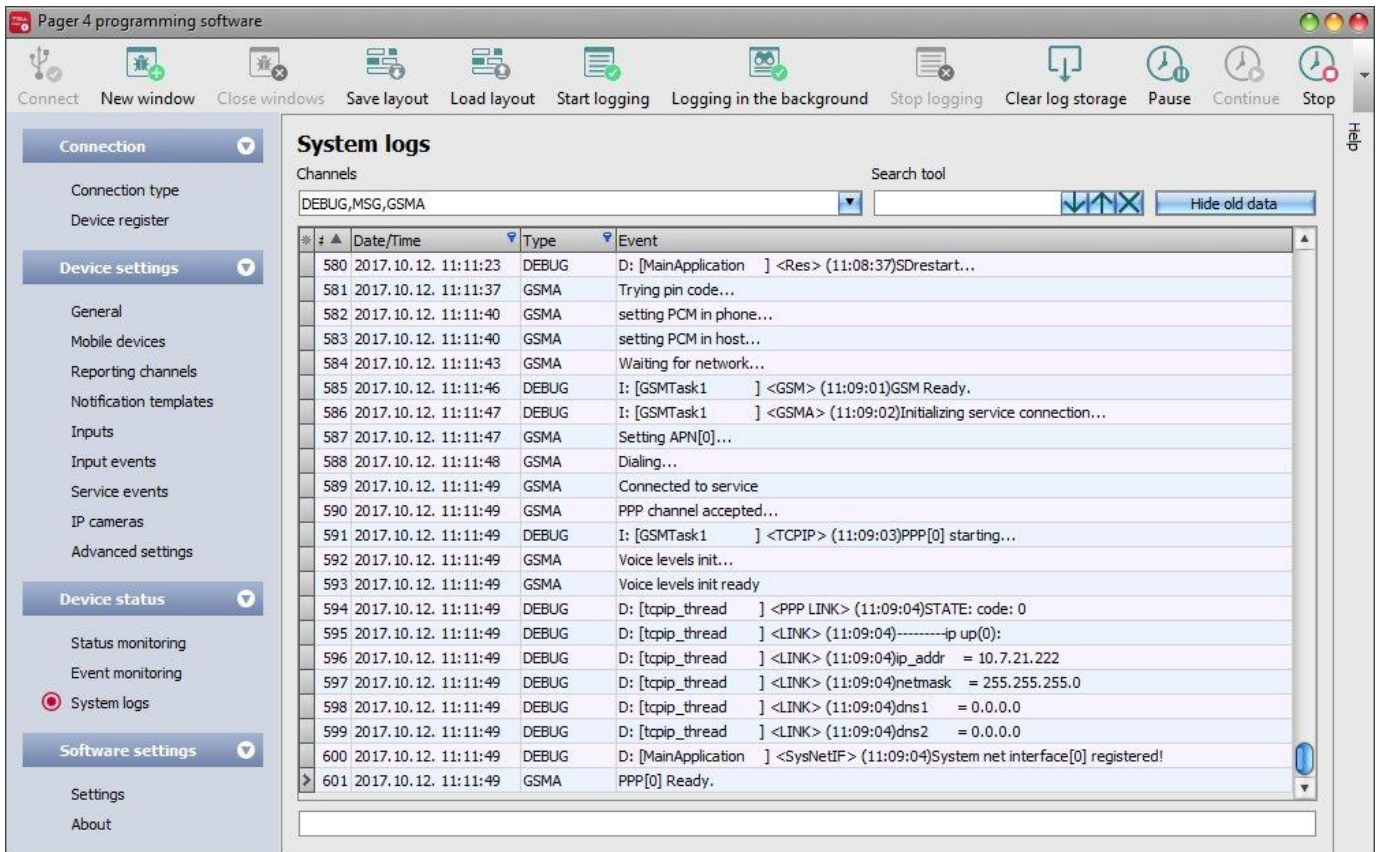 Pager 4 programming software
Connect New window Close windows Save layout Load layout Start logging Logging in the background Stop logging Clear log storage Pause Continue Stop
Help
Connection
Connection type
Device register
Device settings
General
Mobile devices
Reporting channels
Notification templates
Inputs
Input events
Service events
IP cameras
Advanced settings
Device status
Status monitoring
Event monitoring
System logs
Software settings
Settings
About
System logs
Channels Search tool
DEBUG,MSG,GSMA Hide old data
Date/Time Type Event
580 2017.10.12. 11:11:23 DEBUG D: [MainApplication ] <Res> (11:08:37)SDrestart...
581 2017.10.12. 11:11:37 GSMA Trying pin code...
582 2017.10.12. 11:11:40 GSMA setting PCM in phone...
583 2017.10.12. 11:11:40 GSMA setting PCM in host...
584 2017.10.12. 11:11:43 GSMA Waiting for network...
585 2017.10.12. 11:11:46 DEBUG I: [GSMTask1 ] <GSM> (11:09:01)GSM Ready.
586 2017.10.12. 11:11:47 DEBUG I: [GSMTask1 ] <GSMA> (11:09:02)Initializing service connection...
587 2017.10.12. 11:11:47 GSMA Setting APN[0]...
588 2017.10.12. 11:11:48 GSMA Dialing...
589 2017.10.12. 11:11:49 GSMA Connected to service
590 2017.10.12. 11:11:49 GSMA PPP channel accepted...
591 2017.10.12. 11:11:49 DEBUG I: [GSMTask1 ] <TCPIP> (11:09:03)PPP[0] starting...
592 2017.10.12. 11:11:49 GSMA Voice levels init...
593 2017.10.12. 11:11:49 GSMA Voice levels init ready
594 2017.10.12. 11:11:49 DEBUG D: [tcpip_thread ] <PPP LINK> (11:09:04)STATE: code: 0
595 2017.10.12. 11:11:49 DEBUG D: [tcpip_thread ] <LINK> (11:09:04)---------ip up(0):
596 2017.10.12. 11:11:49 DEBUG D: [tcpip_thread ] <LINK> (11:09:04)ip_addr = 10.7.21.222
597 2017.10.12. 11:11:49 DEBUG D: [tcpip_thread ] <LINK> (11:09:04)netmask = 255.255.255.0
598 2017.10.12. 11:11:49 DEBUG D: [tcpip_thread ] <LINK> (11:09:04)dns1 = 0.0.0.0
599 2017.10.12. 11:11:49 DEBUG D: [tcpip_thread ] <LINK> (11:09:04)dns2 = 0.0.0.0
600 2017.10.12. 11:11:49 DEBUG D: [MainApplication ] <SysNetIF> (11:09:04)System net interface[0] registered!
601 2017.10.12. 11:11:49 GSMA PPP[0] Ready.